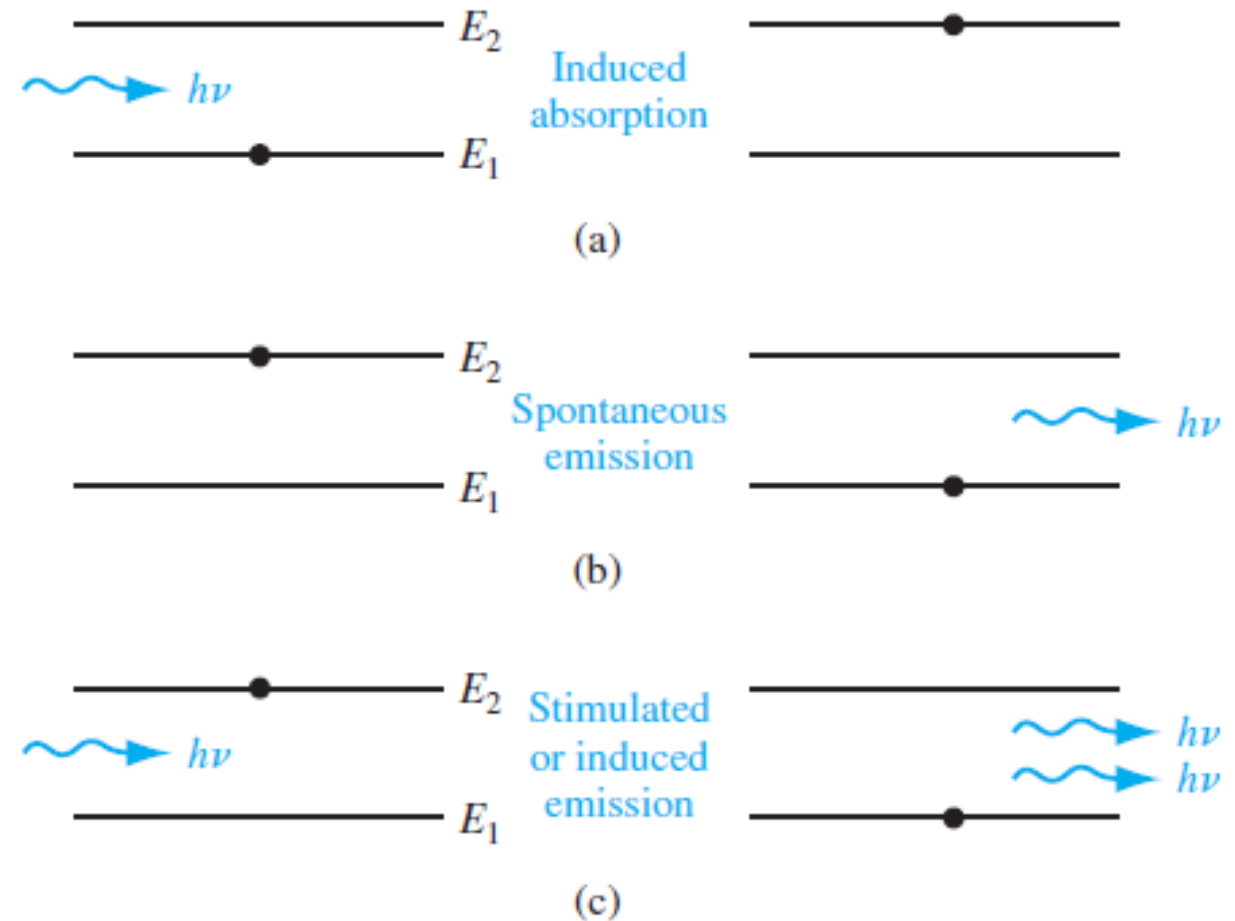 E₂
Induced
hν
absorption
E₁
(a)
E₂
Spontaneous
hν
emission
E₁
(b)
E₂
Stimulated
hν
or induced
hν
hν
emission
E₁
(c)